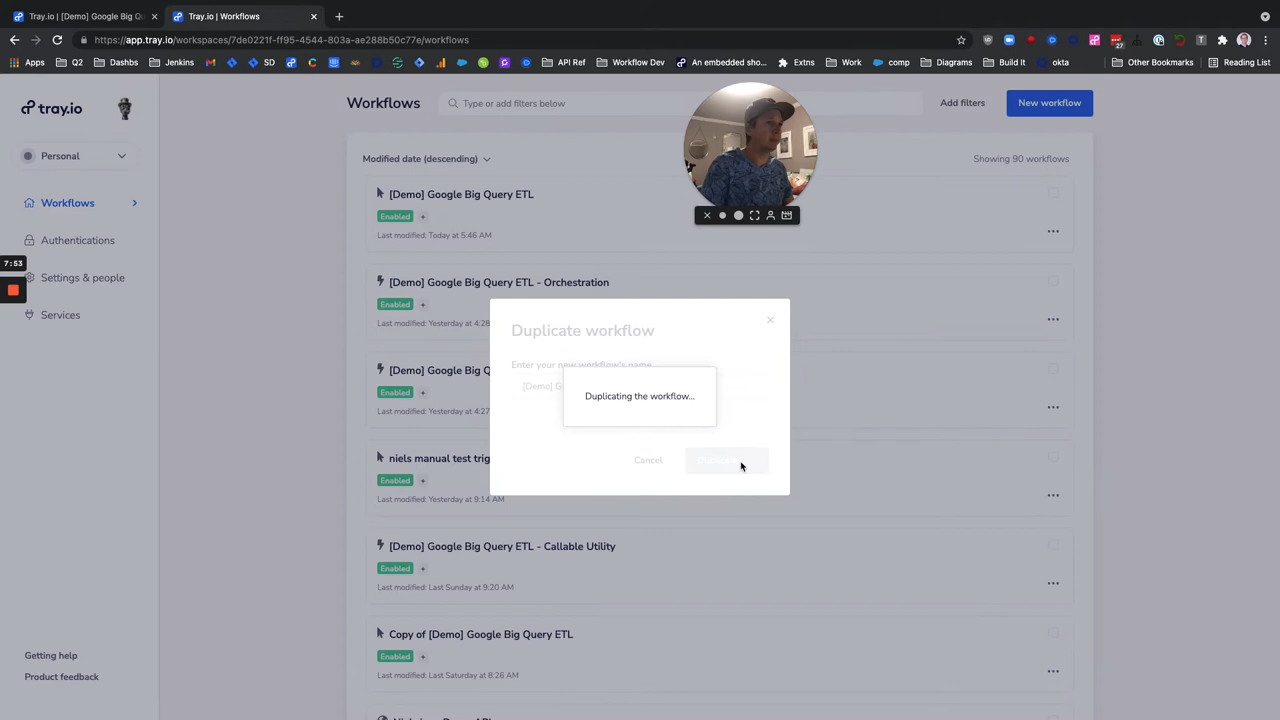 Tray.io | [Demo] Google Big Qu
Tray.io | Workflows
https://app.tray.io/workspaces/7de0221f-ff95-4544-803a-ae288b50c77e/workflows
27
Apps
Q2
Dashbs
Jenkins
SD
API Ref
Workflow Dev
An embedded sho...
Extns
Work
comp
Diagrams
Build It
okta
Other Bookmarks
Reading List
tray.io
Workflows
Type or add filters below
Add filters
New workflow
Personal
Modified date (descending)
Showing 90 workflows
Workflows
Authentications
Settings & people
Services
7:53
[Demo] Google Big Query ETL
Enabled +
Last modified: Today at 5:46 AM
[Demo] Google Big Query ETL - Orchestration
Enabled +
Last modified: Yesterday at 4:28
Duplicate workflow
Enter your new workflow's name
[Demo] G
Duplicating the workflow...
Cancel
Duplicate
[Demo] Google Big Q
Enabled +
Last modified: Yesterday at 4:27
niels manual test trig
Enabled +
Last modified: Yesterday at 9:14 AM
[Demo] Google Big Query ETL - Callable Utility
Enabled +
Last modified: Last Sunday at 9:20 AM
Copy of [Demo] Google Big Query ETL
Enabled +
Last modified: Last Saturday at 8:26 AM
Getting help
Product feedback